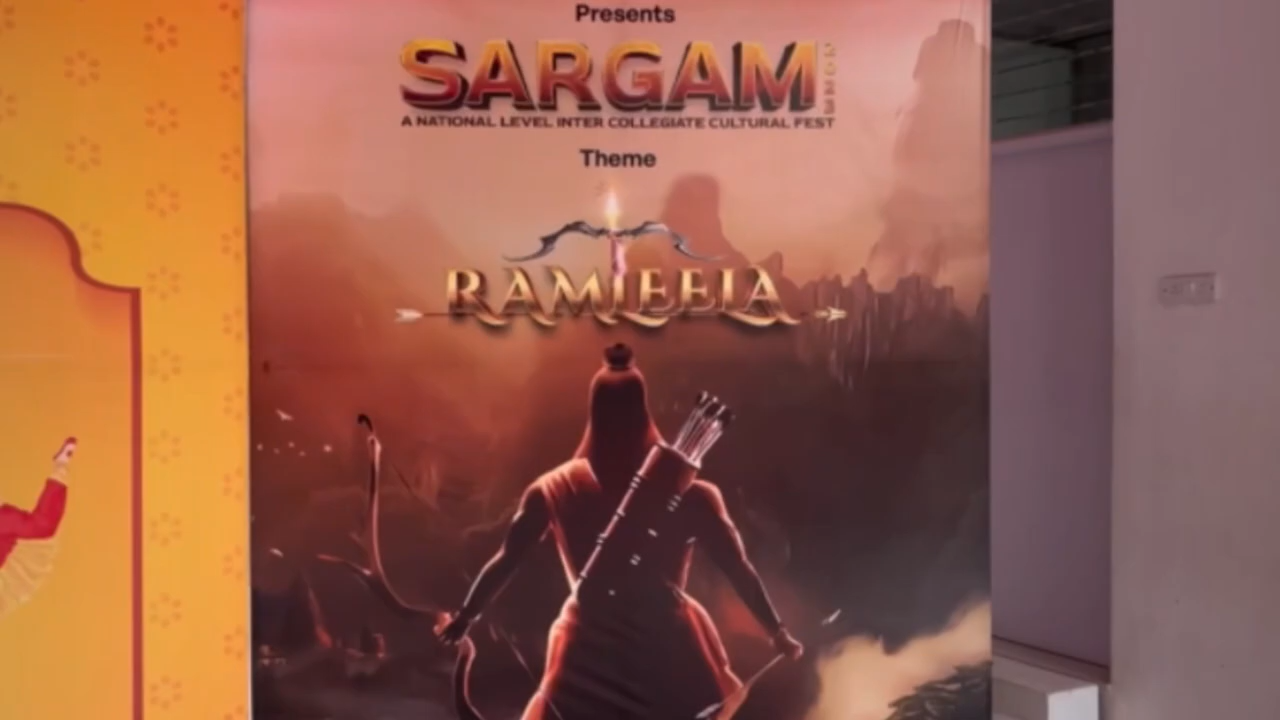 Presents
SARGAM
A NATIONAL LEVEL INTER COLLEGIATE CULTURAL FEST
Theme
RAMLEELA